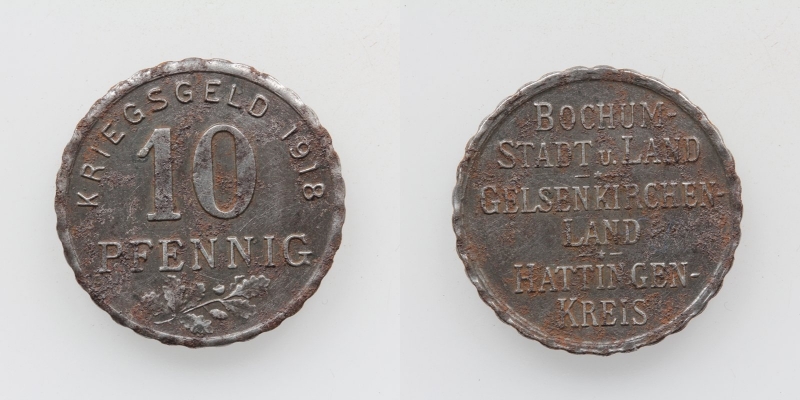 KRIEGSGELD 1918
10
PFENNIG
BOCHUM-
STADT U. LAND
GELSENKIRCHEN-
LAND
HATTINGEN-
KREIS